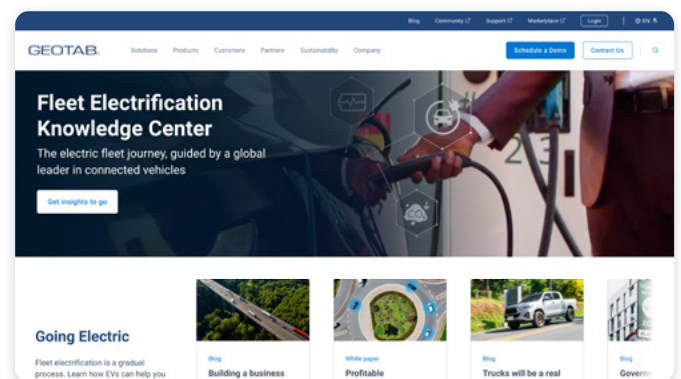 Blog Community Support Marketplace Login EN
GEOTAB.
Solutions Products Customers Partners Sustainability Company
Schedule a Demo Contact Us
Fleet Electrification
Knowledge Center
The electric fleet journey, guided by a global
leader in connected vehicles
Get insights to go
CO2
2 3
Going Electric
Fleet electrification is a gradual
process. Learn how EVs can help you
Blog
Building a business
White paper
Profitable
Blog
Trucks will be a real
Blog